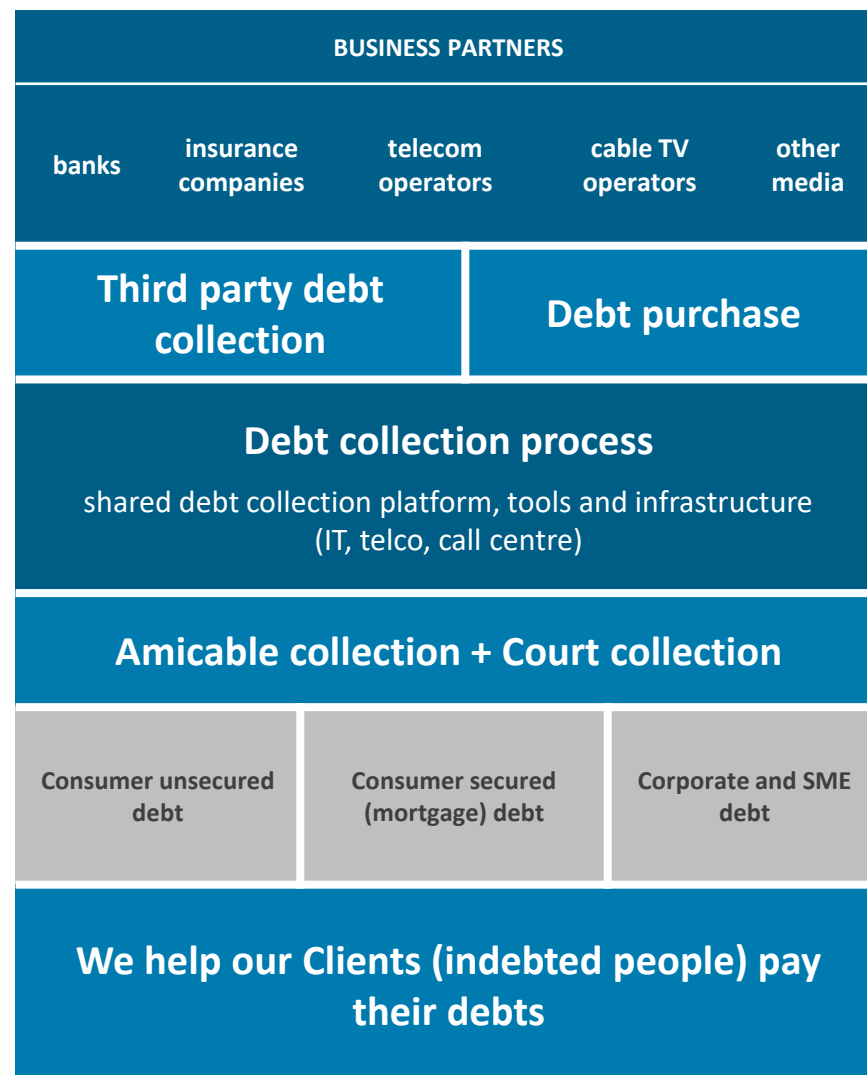 BUSINESS PARTNERS
banks
insurance
companies
telecom
operators
cable TV
operators
other
media
Third party debt
collection
Debt purchase
Debt collection process
shared debt collection platform, tools and infrastructure
(IT, telco, call centre)
Amicable collection + Court collection
Consumer unsecured
debt
Consumer secured
(mortgage) debt
Corporate and SME
debt
We help our Clients (indebted people) pay
their debts